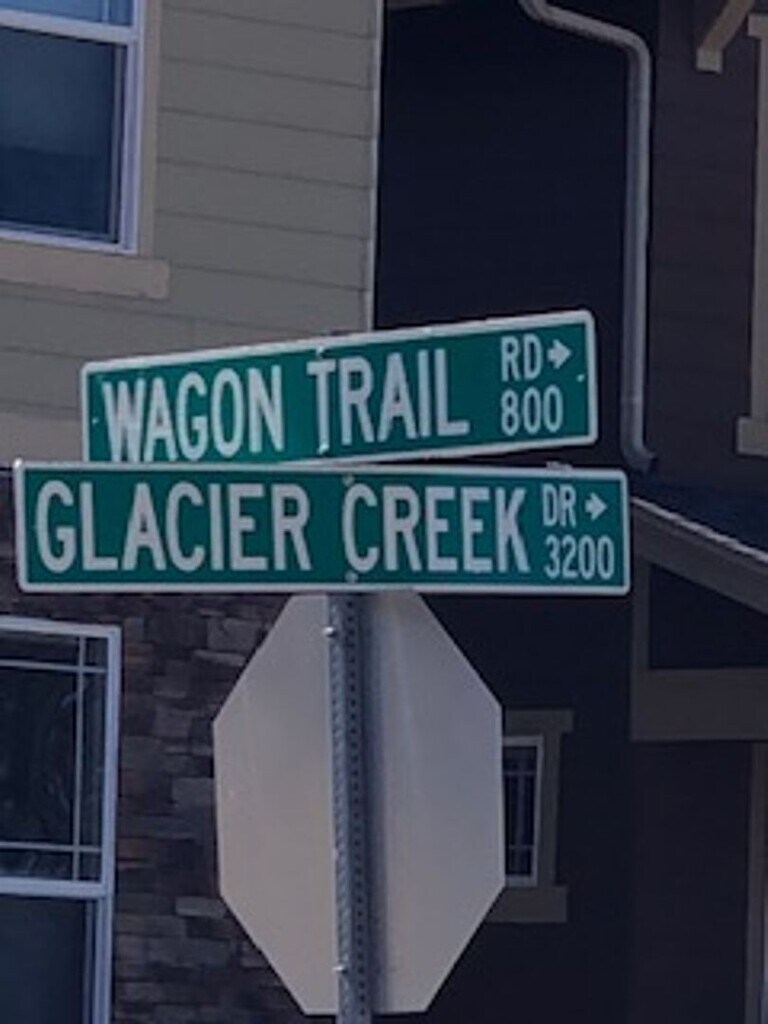 WAGON TRAIL RD→
800
GLACIER CREEK DR→
3200